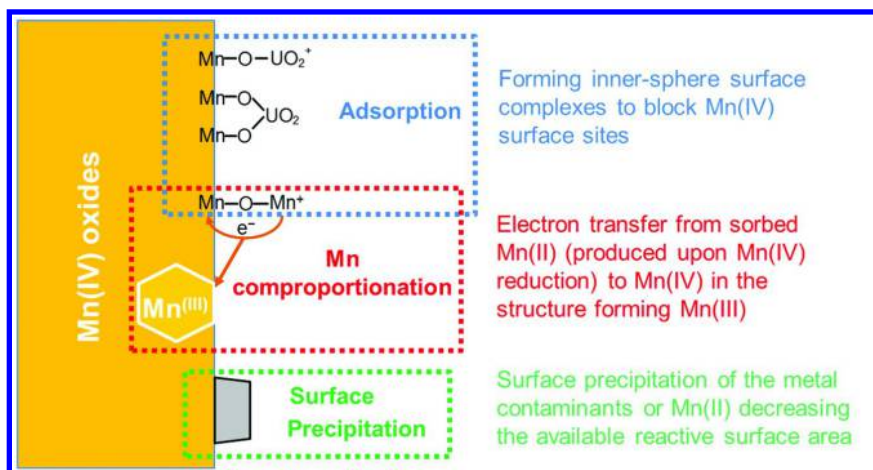 Mn(IV) oxides
Mn–O–UO₂⁺
Mn–O
UO₂
Mn–O
Adsorption
Forming inner-sphere surface
complexes to block Mn(IV)
surface sites
Mn–O–Mn⁺
e⁻
Mn
comproportionation
Mn(III)
Electron transfer from sorbed
Mn(II) (produced upon Mn(IV)
reduction) to Mn(IV) in the
structure forming Mn(III)
Surface
Precipitation
Surface precipitation of the metal
contaminants or Mn(II) decreasing
the available reactive surface area